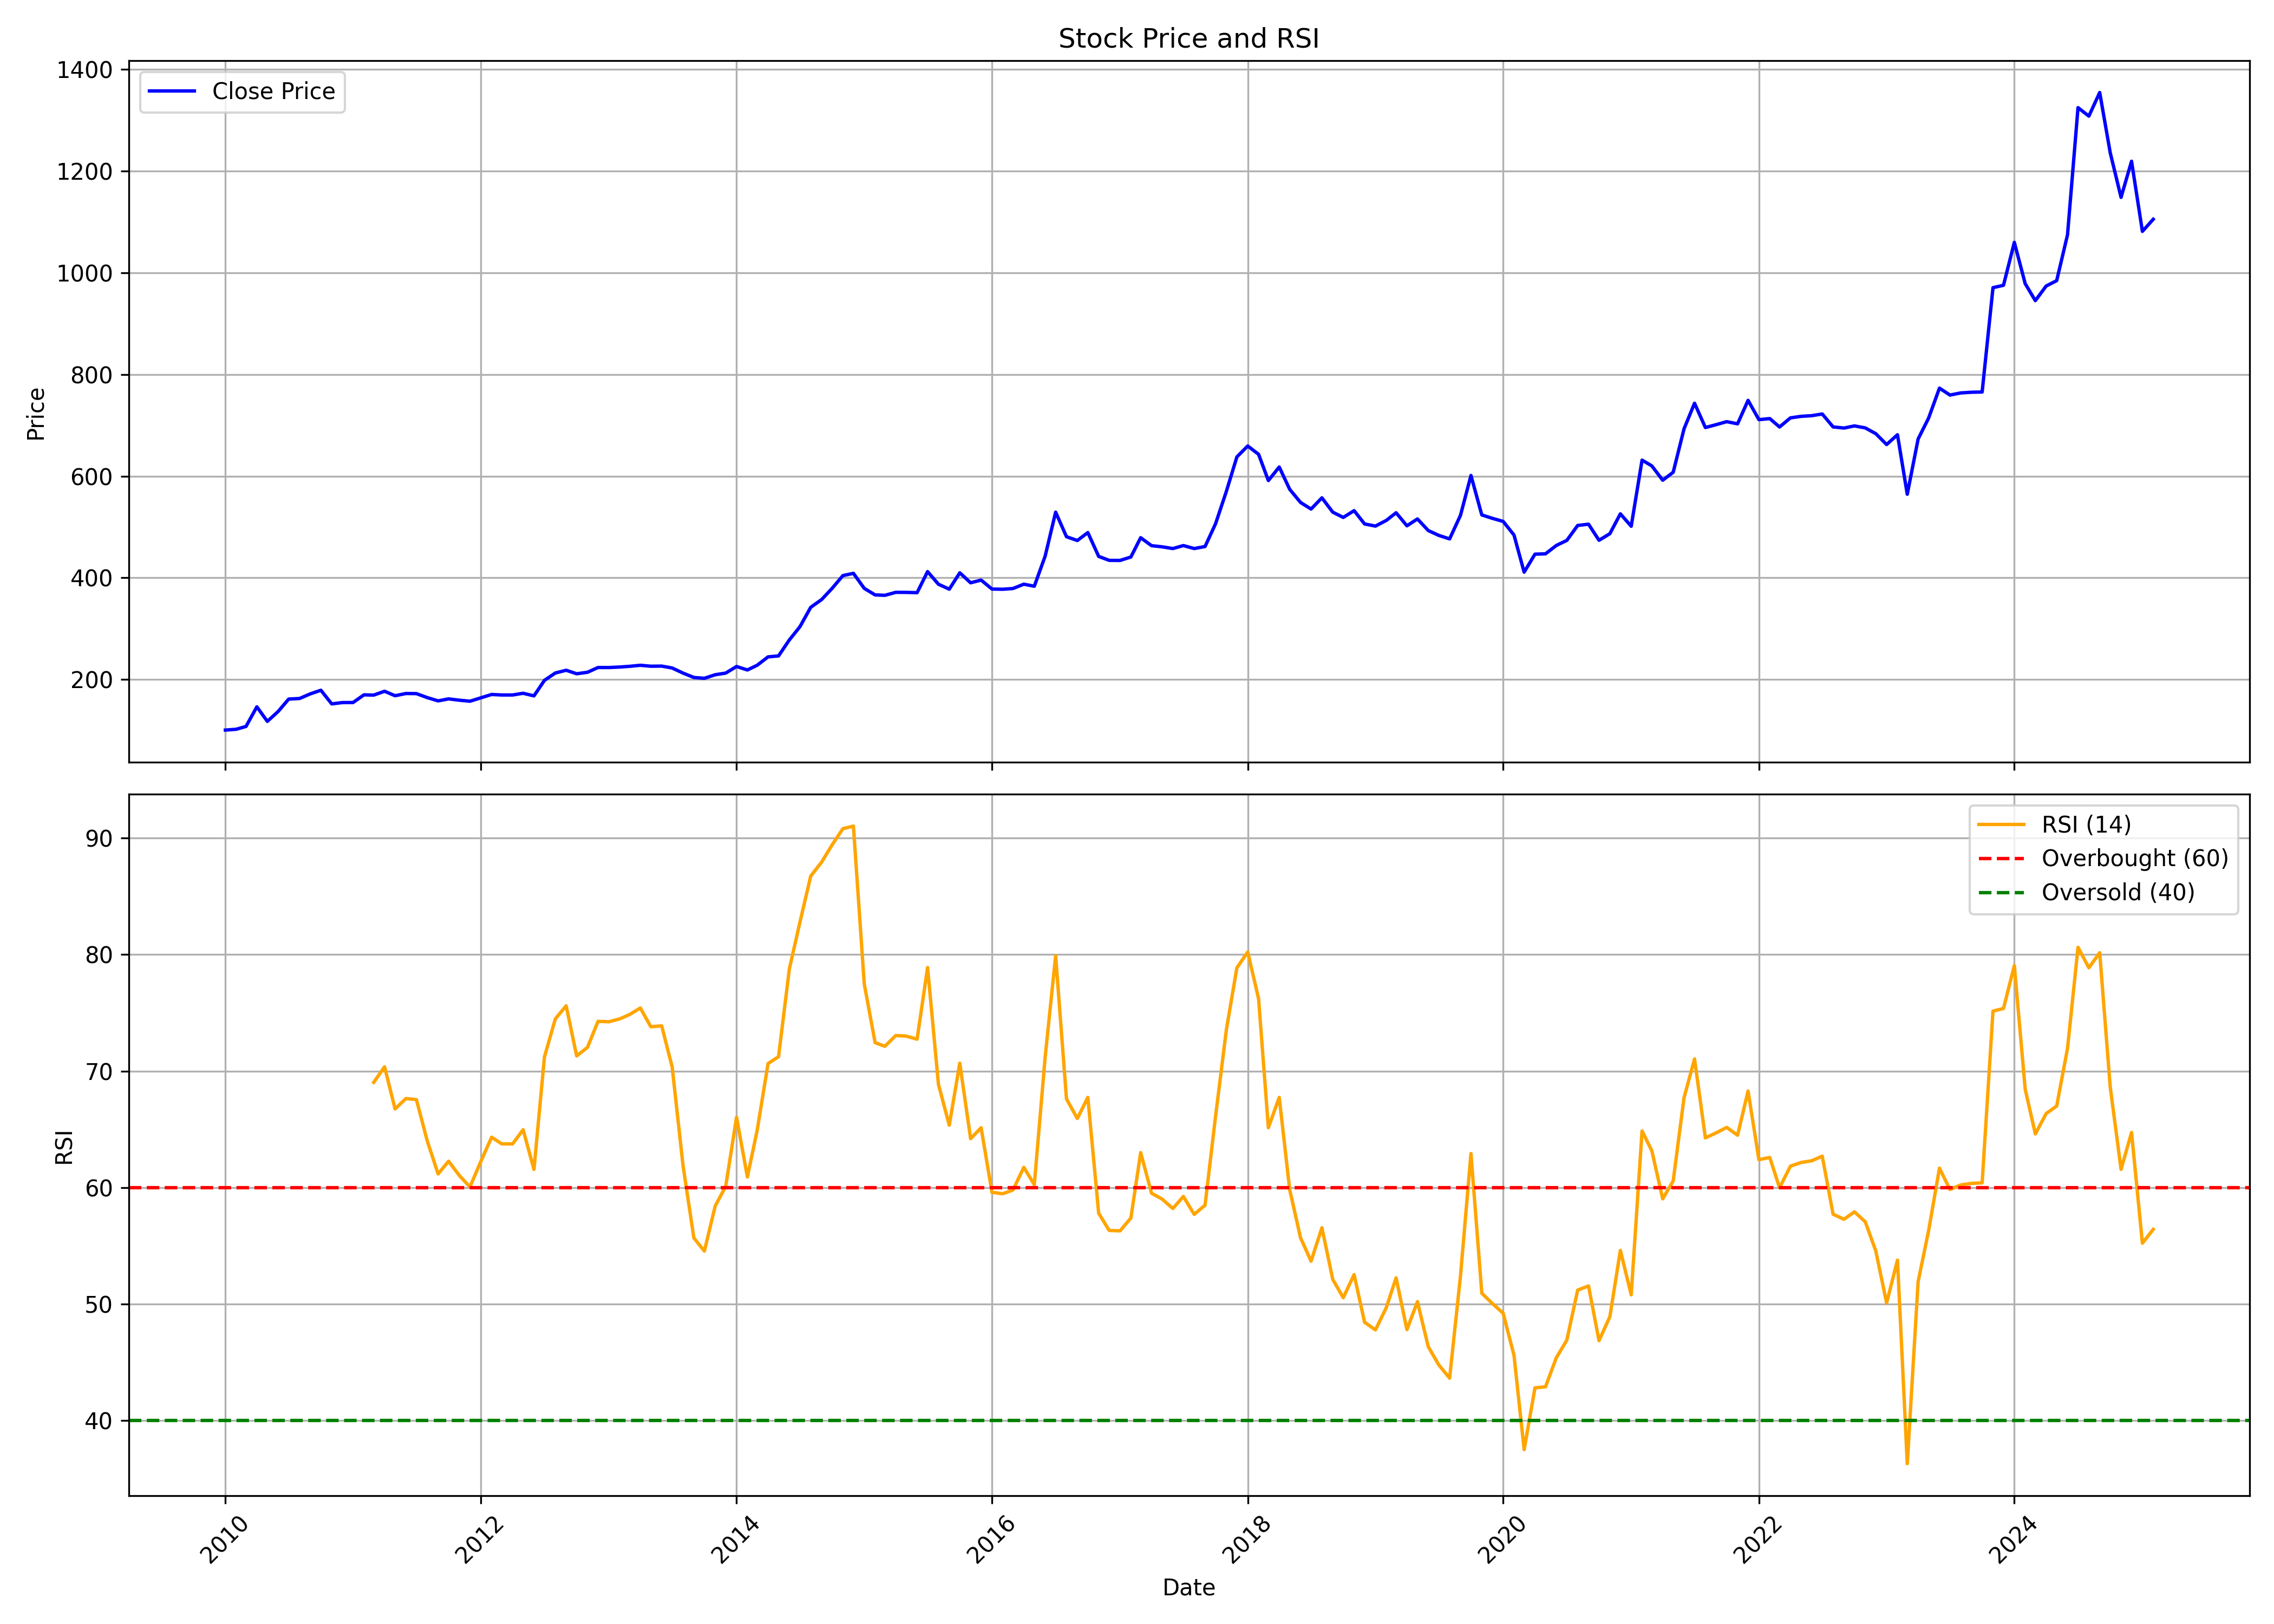 Stock Price and RSI
1400
1200
1000
800
600
400
200
Price
Close Price
90
80
70
60
50
40
RSI
RSI (14)
Overbought (60)
Oversold (40)
2010
2012
2014
2016
2018
2020
2022
2024
Date